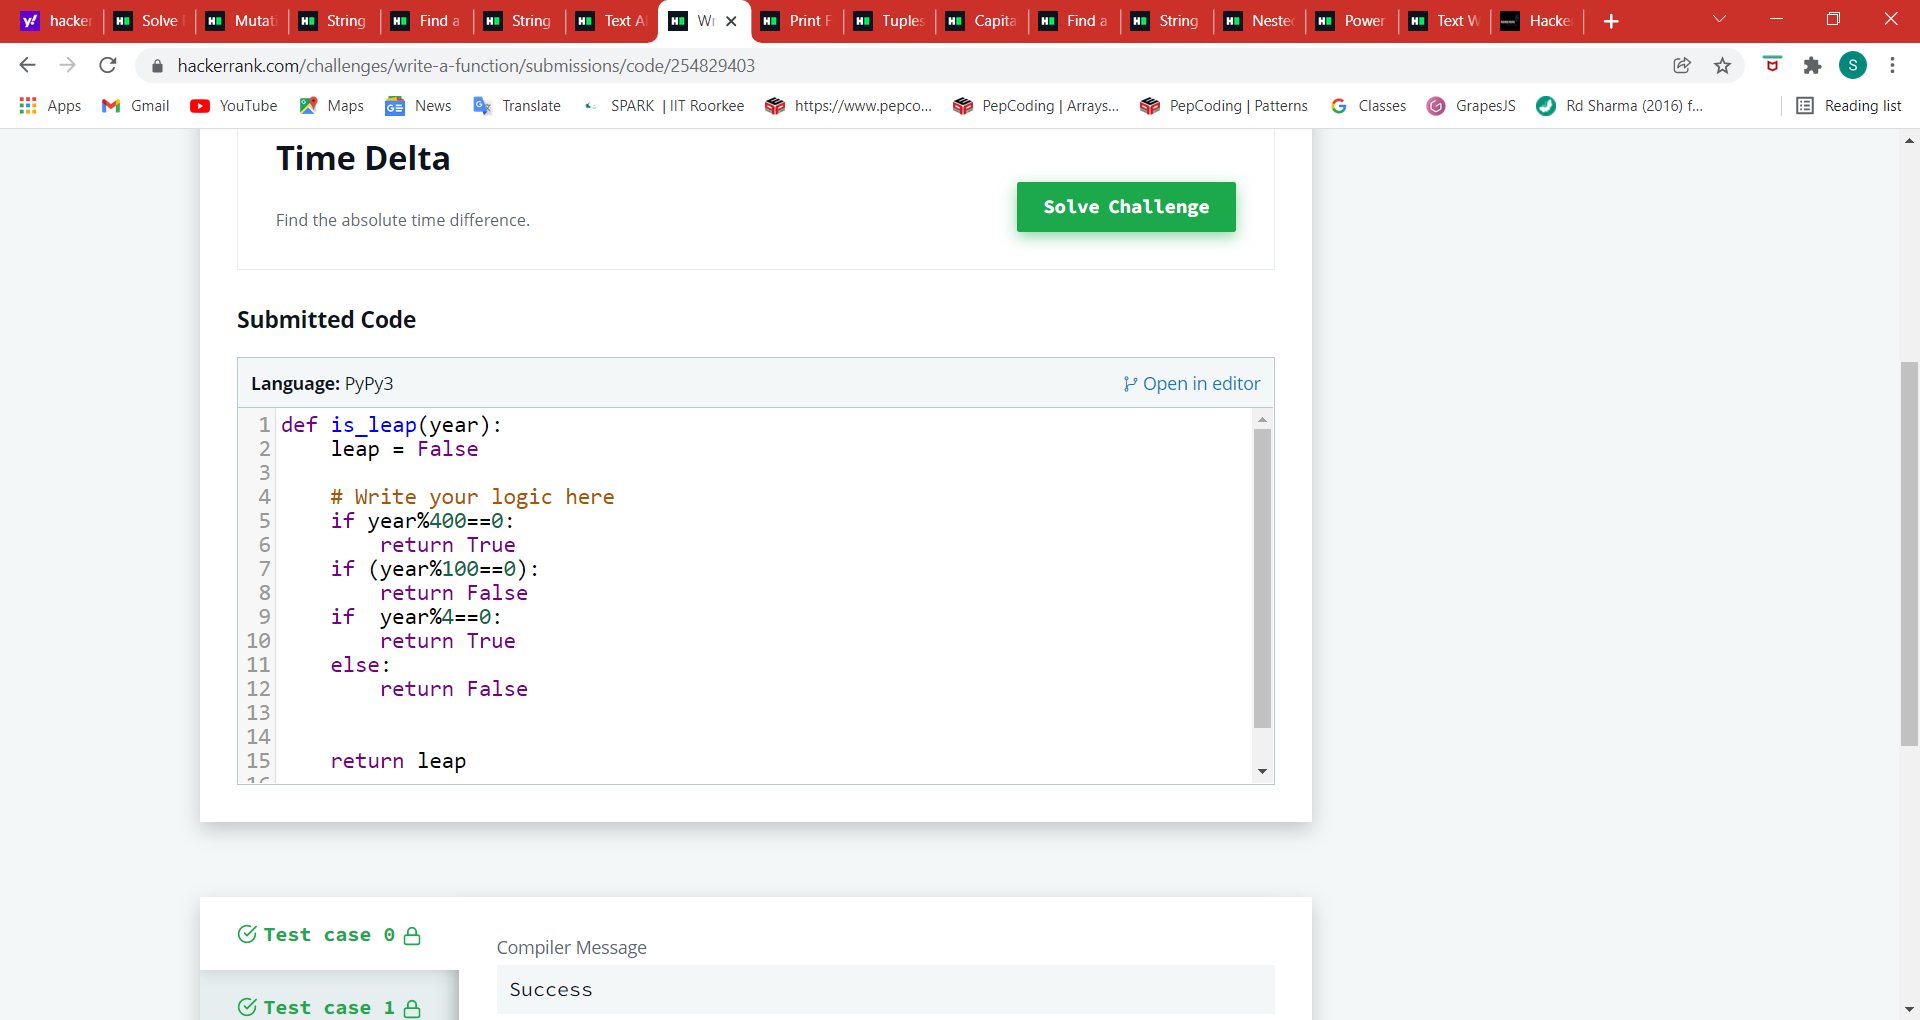 hacker
Solve
Mutati
String
Find a
String
Text Al
Wr
Print F
Tuples
Capita
Find a
String
Nested
Power
Text W
Hacke
hackerrank.com/challenges/write-a-function/submissions/code/254829403
S
Apps
Gmail
YouTube
Maps
News
Translate
SPARK | IIT Roorkee
https://www.pepco...
PepCoding | Arrays...
PepCoding | Patterns
Classes
GrapesJS
Rd Sharma (2016) f...
Reading list
Time Delta
Find the absolute time difference.
Solve Challenge
Submitted Code
Language: PyPy3
Open in editor
1 def is_leap(year):
2 leap = False
3
4 # Write your logic here
5 if year%400==0:
6 return True
7 if (year%100==0):
8 return False
9 if  year%4==0:
10 return True
11 else:
12 return False
13
14
15 return leap
16
Test case 0
Test case 1
Compiler Message
Success